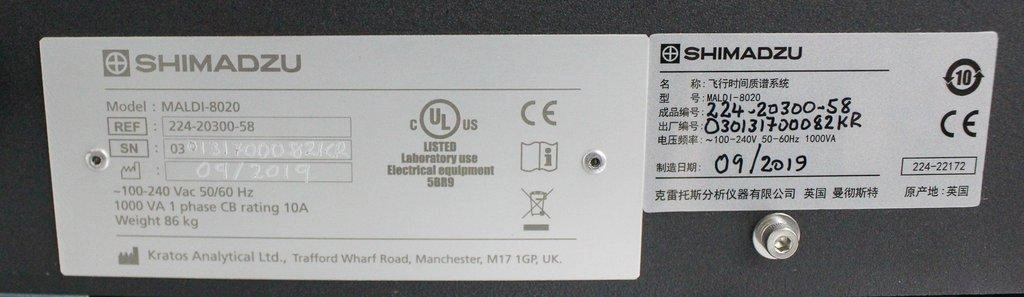 SHIMADZU
Model : MALDI-8020
REF : 224-20300-58
SN : 030131700082KR
: 09/2019
~100-240 Vac 50/60 Hz
1000 VA 1 phase CB rating 10A
Weight 86 kg
C UL US
LISTED
Laboratory use
Electrical equipment
5BR9
CE
Kratos Analytical Ltd., Trafford Wharf Road, Manchester, M17 1GP, UK.
SHIMADZU
名 称:飞行时间质谱系统
型 号:MALDI-8020
成品编号:224-20300-58
出厂编号:030131700082KR
电压频率:~100-240V 50-60Hz 1000VA
制造日期: 09/2019
克雷托斯分析仪器有限公司 英国 曼彻斯特
10
CE
224-22172
原产地:英国